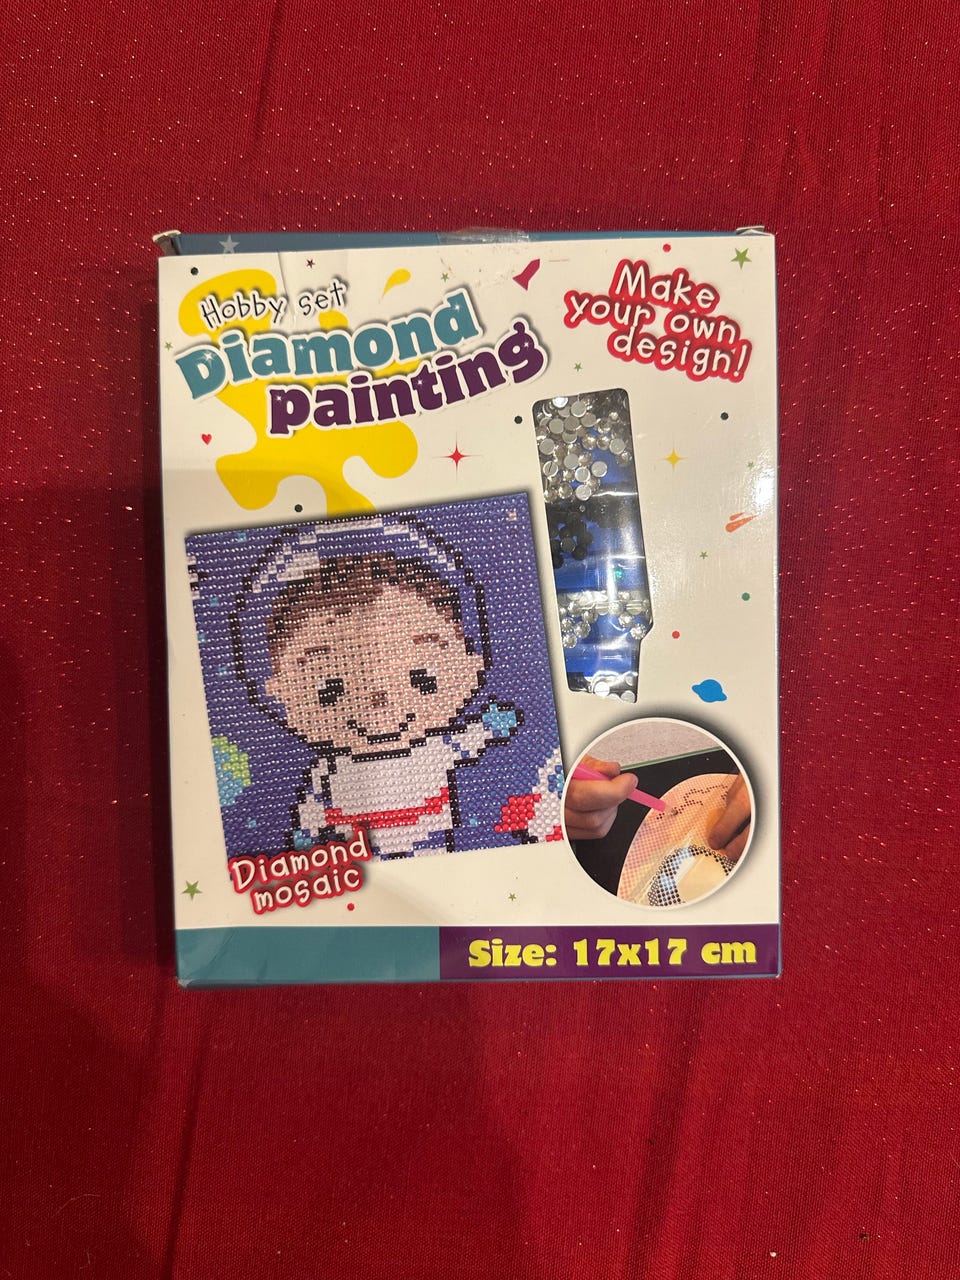 Hobby set
Diamond
painting
Make
your own
design!
Diamond
mosaic
Size: 17x17 cm